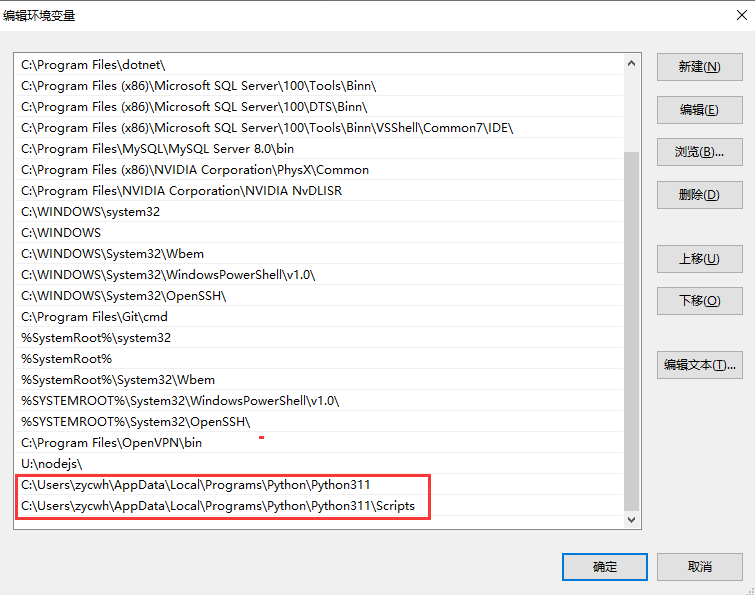 编辑环境变量
C:\Program Files\dotnet\
C:\Program Files (x86)\Microsoft SQL Server\100\Tools\Binn\
C:\Program Files (x86)\Microsoft SQL Server\100\DTS\Binn\
C:\Program Files (x86)\Microsoft SQL Server\100\Tools\Binn\VSShell\Common7\IDE\
C:\Program Files\MySQL\MySQL Server 8.0\bin
C:\Program Files (x86)\NVIDIA Corporation\PhysX\Common
C:\Program Files\NVIDIA Corporation\NVIDIA NvDLISR
C:\WINDOWS\system32
C:\WINDOWS
C:\WINDOWS\System32\Wbem
C:\WINDOWS\System32\WindowsPowerShell\v1.0\
C:\WINDOWS\System32\OpenSSH\
C:\Program Files\Git\cmd
%SystemRoot%\system32
%SystemRoot%
%SystemRoot%\System32\Wbem
%SYSTEMROOT%\System32\WindowsPowerShell\v1.0\
%SYSTEMROOT%\System32\OpenSSH\
C:\Program Files\OpenVPN\bin
U:\nodejs\
C:\Users\zycwh\AppData\Local\Programs\Python\Python311
C:\Users\zycwh\AppData\Local\Programs\Python\Python311\Scripts
新建(N)
编辑(E)
浏览(B)...
删除(D)
上移(U)
下移(O)
编辑文本(T)...
确定
取消